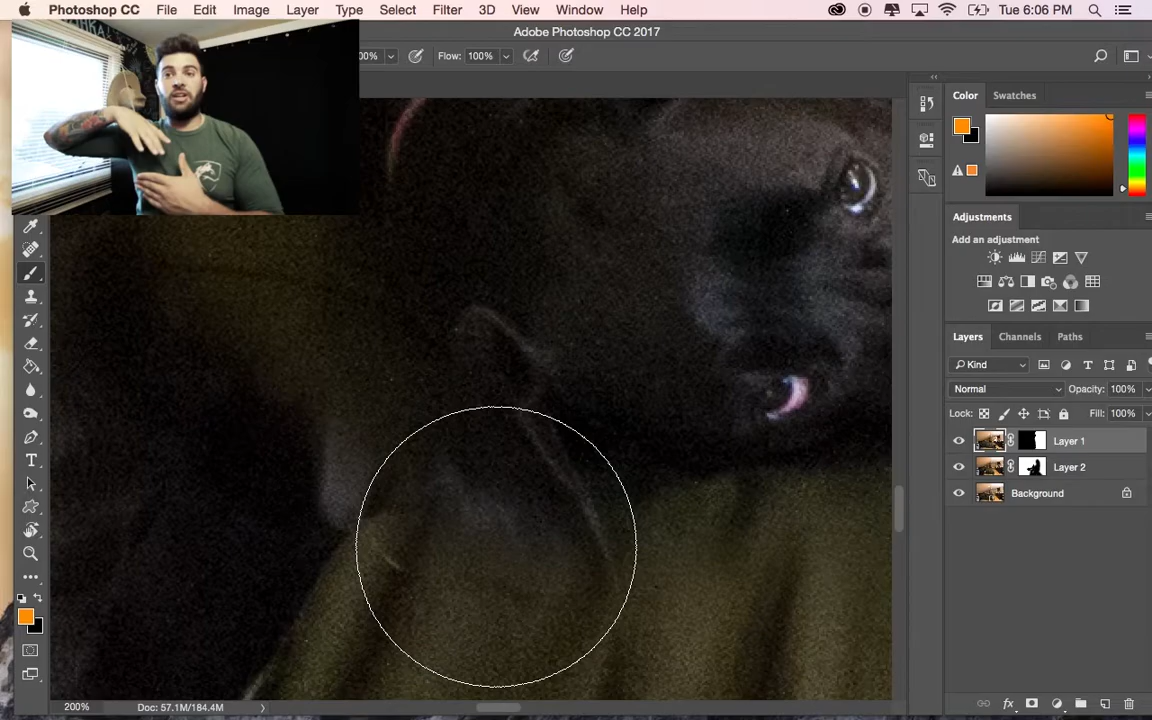 Photoshop CC File Edit Image Layer Type Select Filter 3D View Window Help Tue 6:06 PM
Adobe Photoshop CC 2017
Flow: 100%
Color Swatches
Adjustments
Add an adjustment
Layers Channels Paths
Kind
Normal Opacity: 100%
Lock: Fill: 100%
Layer 1
Layer 2
Background
200% Doc: 57.1M/184.4M